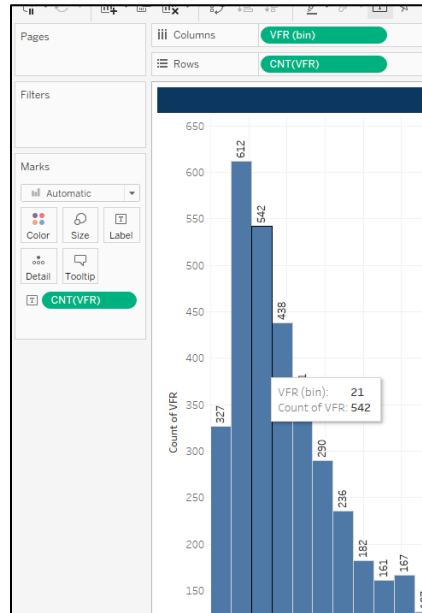 Pages
Columns
VFR (bin)
Rows
CNT(VFR)
Filters
Marks
Automatic
Color
Size
Label
Detail
Tooltip
CNT(VFR)
Count of VFR
650
600
550
500
450
400
350
300
250
200
150
327
612
542
438
290
236
182
161
167
VFR (bin): 21
Count of VFR: 542